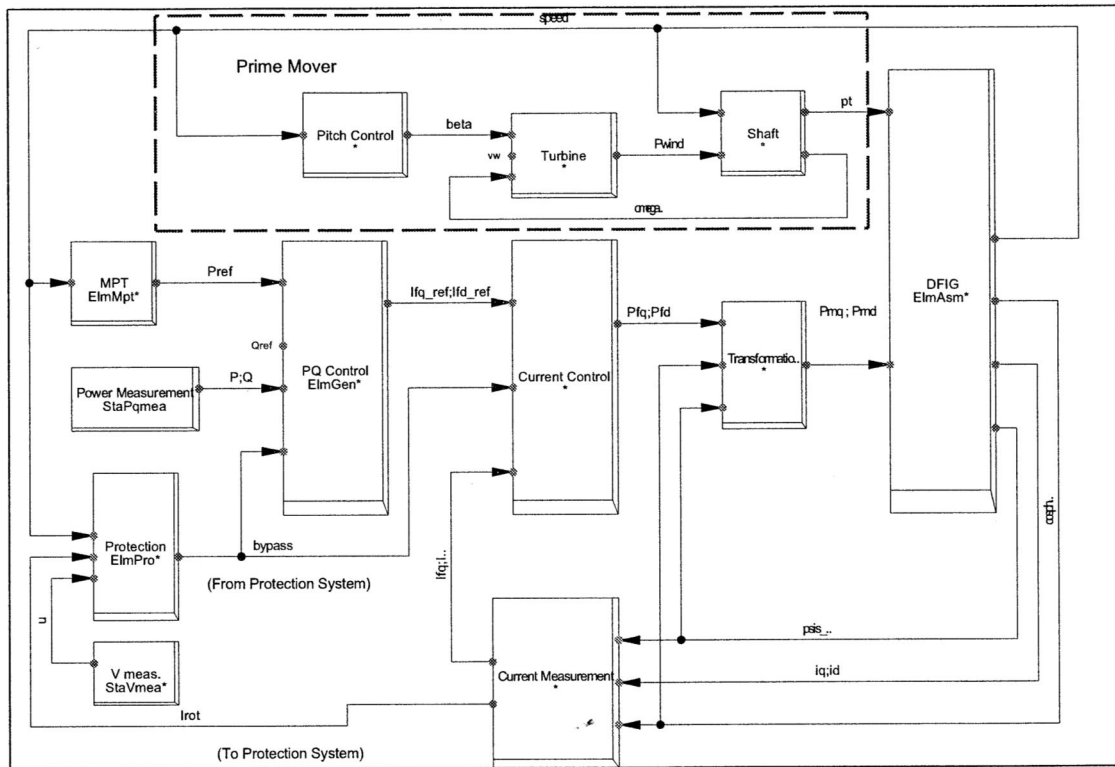 speed
Prime Mover
pt
Pitch Control
*
beta
vw
Turbine
*
Pwind
Shaft
*
omega..
MPT
ElmMpt*
Pref
Ifq_ref;Ifd_ref
Pfq;Pfd
Pmq ; Pmd
DFIG
ElmAsm*
Qref
PQ Control
ElmGen*
Current Control
*
Transformatio..
*
Power Measurement
StaPqmea
P;Q
Protection
ElmPro*
bypass
(From Protection System)
Ifq;I..
cosph..
u
V meas.
StaVmea*
Current Measurement
*
psis_..
iq;id
Irot
(To Protection System)